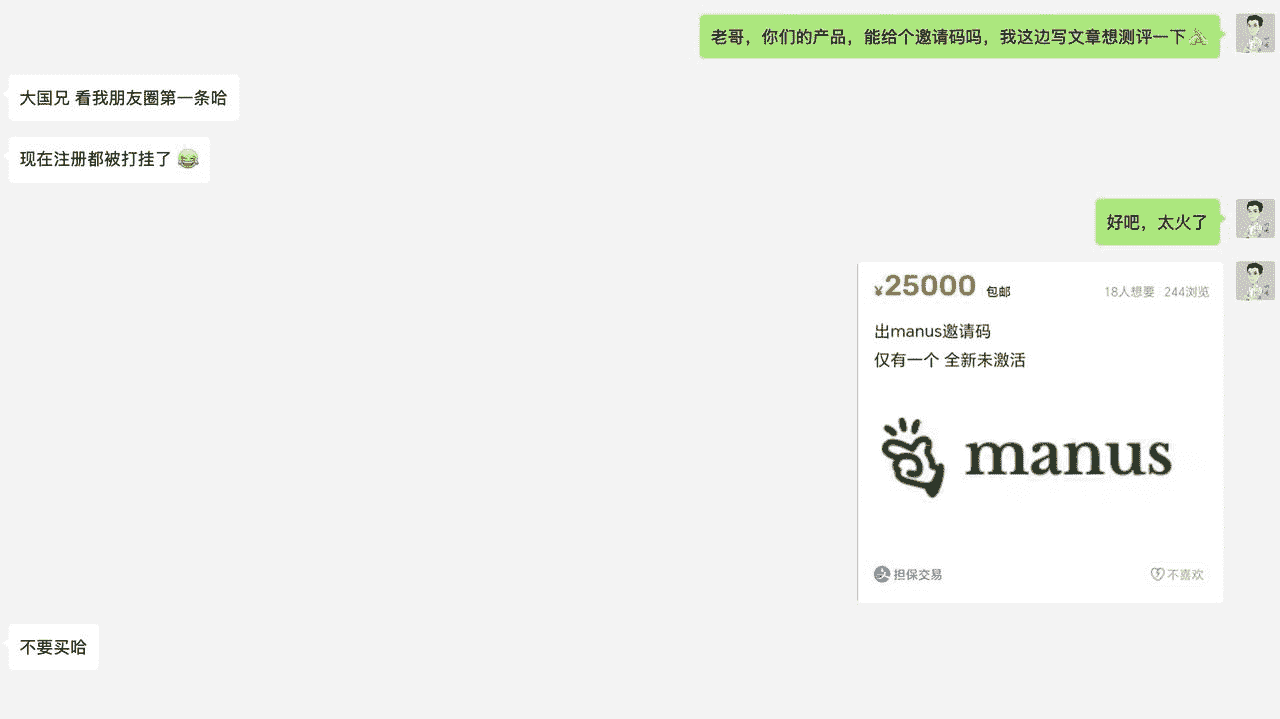 老哥，你们的产品，能给个邀请码吗，我这边写文章想测评一下
大国兄 看我朋友圈第一条哈
现在注册都被打挂了
好吧，太火了
¥25000 包邮 18人想要 244浏览
出manus邀请码
仅有一个 全新未激活
manus
担保交易 不喜欢
不要买哈